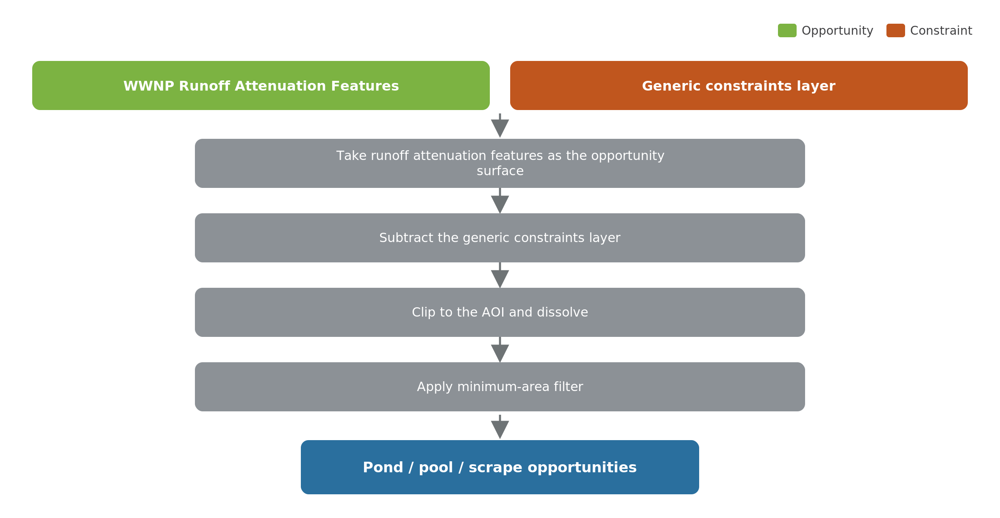 Opportunity
Constraint
WWNP Runoff Attenuation Features
Generic constraints layer
Take runoff attenuation features as the opportunity
surface
Subtract the generic constraints layer
Clip to the AOI and dissolve
Apply minimum-area filter
Pond / pool / scrape opportunities